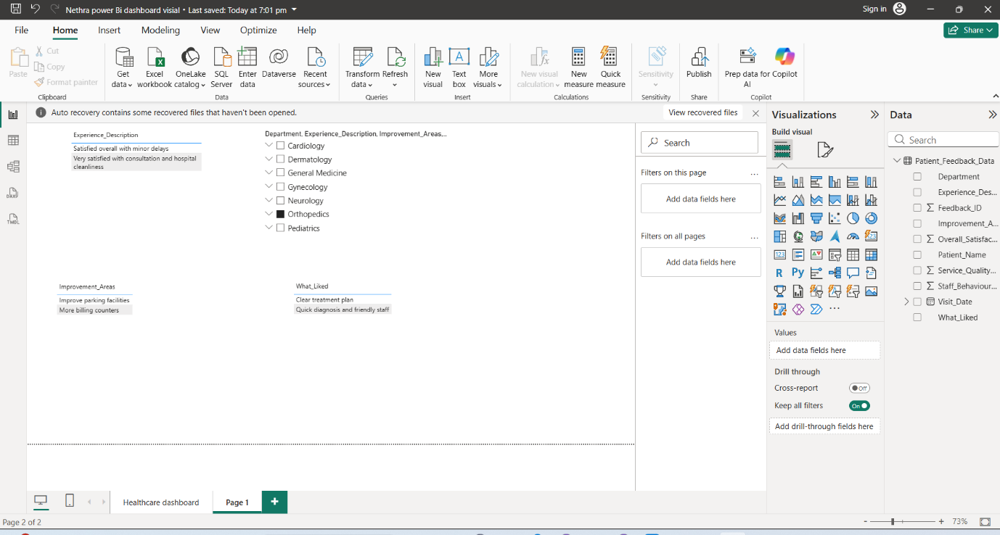 Nethra power Bi dashboard visial • Last saved: Today at 7:01 pm
Sign in
File Home Insert Modeling View Optimize Help
Share
Paste
Cut
Copy
Format painter
Clipboard
Get data
Excel workbook
OneLake catalog
SQL Server
Enter data
Dataverse
Recent sources
Data
Transform data
Refresh
Queries
New visual
Text box
More visuals
Insert
New visual calculation
New measure
Quick measure
Calculations
Sensitivity
Sensitivity
Publish
Share
Prep data for AI
Copilot
Copilot
Auto recovery contains some recovered files that haven't been opened.
View recovered files
Experience_Description
Satisfied overall with minor delays
Very satisfied with consultation and hospital
cleanliness
Department, Experience_Description, Improvement_Areas,...
Cardiology
Dermatology
General Medicine
Gynecology
Neurology
Orthopedics
Pediatrics
Improvement_Areas
Improve parking facilities
More billing counters
What_Liked
Clear treatment plan
Quick diagnosis and friendly staff
Search
Filters on this page
...
Add data fields here
Filters on all pages
...
Add data fields here
Visualizations
Build visual
123
R
Py
...
Values
Add data fields here
Drill through
Cross-report
Off
Keep all filters
On
Add drill-through fields here
Data
Search
Patient_Feedback_Data
Department
Experience_Des...
Σ Feedback_ID
Improvement_A...
Σ Overall_Satisfac...
Patient_Name
Σ Service_Quality...
Σ Staff_Behaviour...
Visit_Date
What_Liked
DAX
TMDL
Healthcare dashboard
Page 1
+
Page 2 of 2
- + 73%